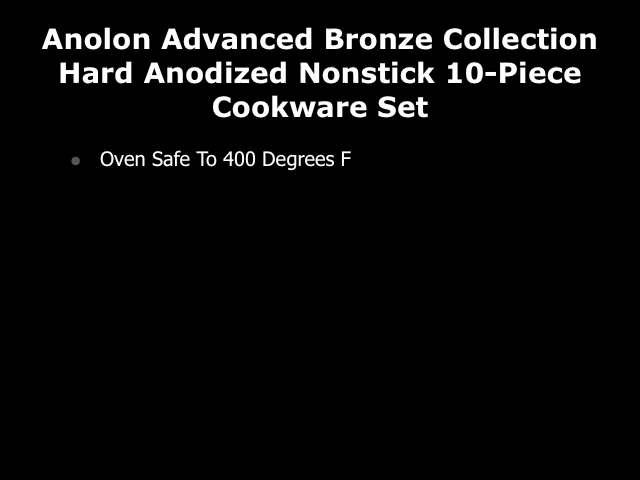 Anolon Advanced Bronze Collection
Hard Anodized Nonstick 10-Piece
Cookware Set
Oven Safe To 400 Degrees F